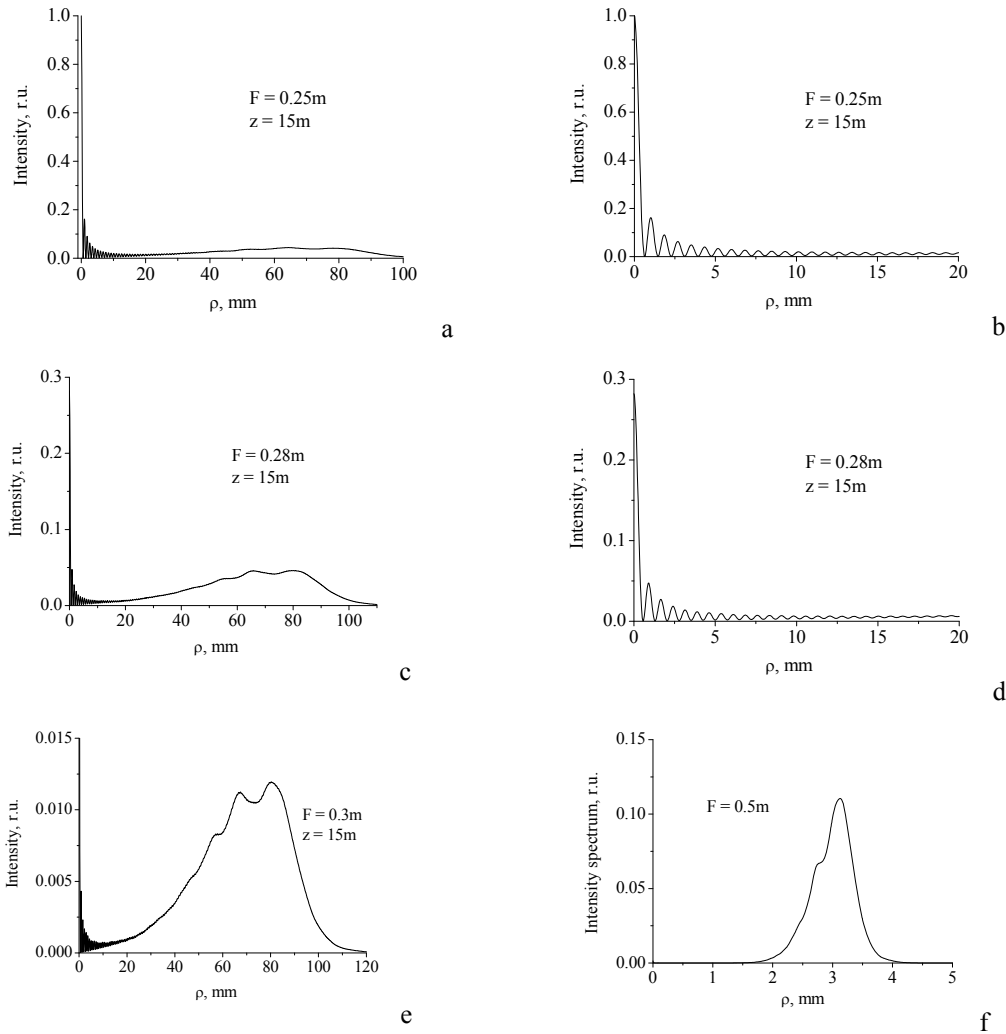 Intensity, r.u.
1.0
0.8
0.6
0.4
0.2
0.0
F = 0.25m
z = 15m
0 20 40 60 80 100
ρ, mm
a
Intensity, r.u.
1.0
0.8
0.6
0.4
0.2
0.0
F = 0.25m
z = 15m
0 5 10 15 20
ρ, mm
b
Intensity, r.u.
0.3
0.2
0.1
0.0
F = 0.28m
z = 15m
0 20 40 60 80 100
ρ, mm
c
Intensity, r.u.
0.3
0.2
0.1
0.0
F = 0.28m
z = 15m
0 5 10 15 20
ρ, mm
d
Intensity, r.u.
0.015
0.010
0.005
0.000
F = 0.3m
z = 15m
0 20 40 60 80 100 120
ρ, mm
e
Intensity spectrum, r.u.
0.15
0.10
0.05
0.00
F = 0.5m
0 1 2 3 4 5
ρ, mm
f